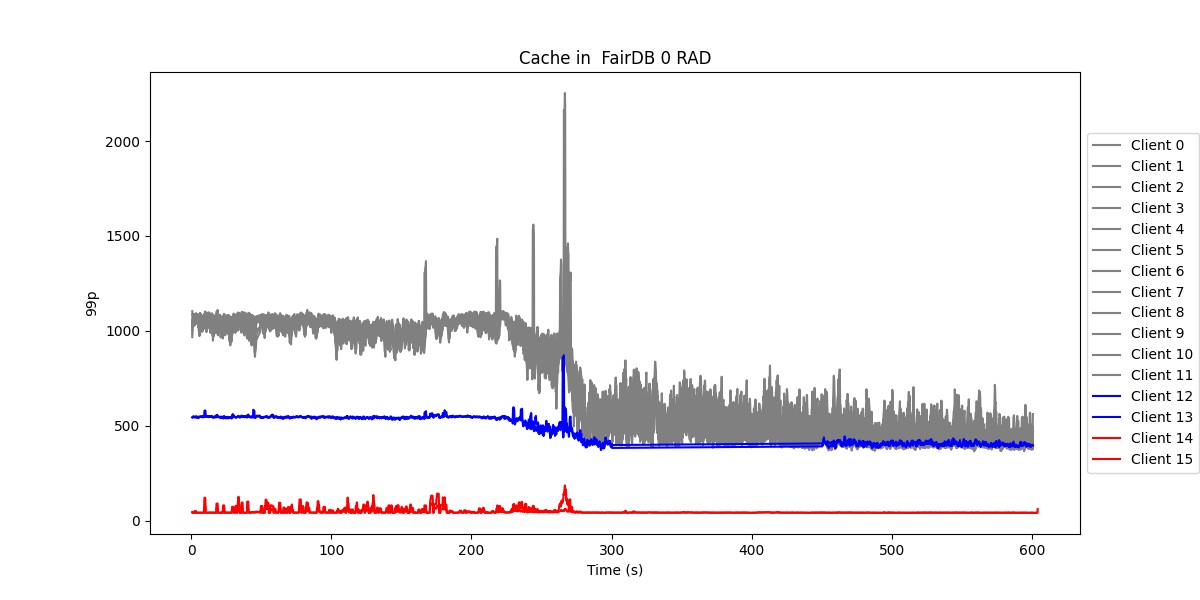 Cache in  FairDB 0 RAD
99p
2000
1500
1000
500
0
0 100 200 300 400 500 600
Time (s)
Client 0
Client 1
Client 2
Client 3
Client 4
Client 5
Client 6
Client 7
Client 8
Client 9
Client 10
Client 11
Client 12
Client 13
Client 14
Client 15